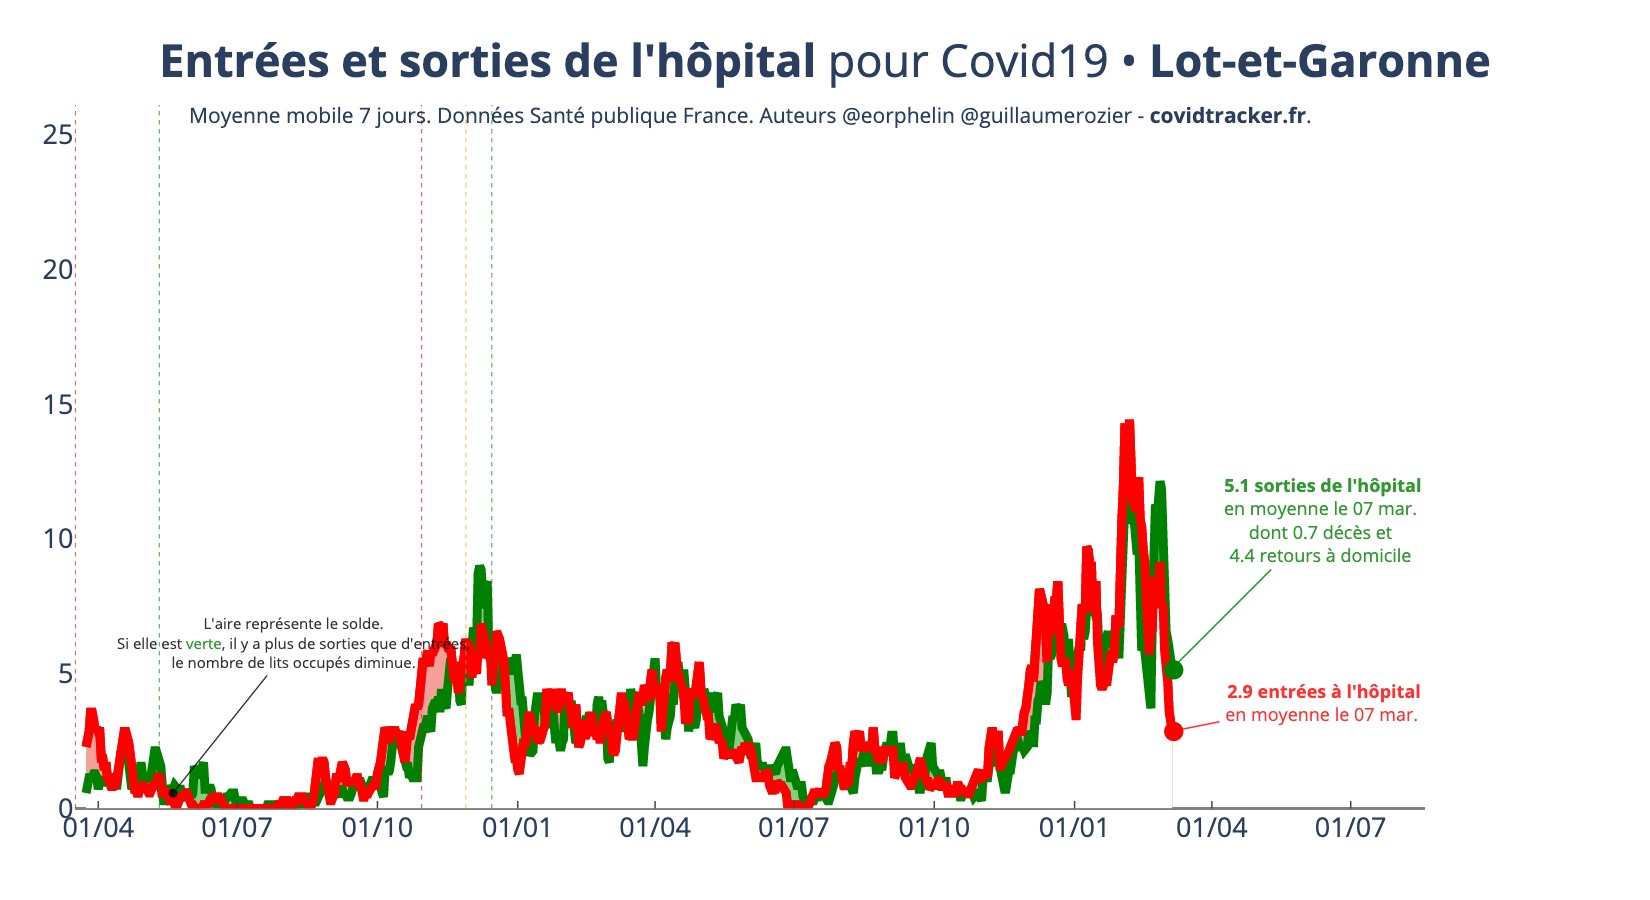 Entrées et sorties de l'hôpital pour Covid19 • Lot-et-Garonne
Moyenne mobile 7 jours. Données Santé publique France. Auteurs @eorphelin @guillaumerozier - covidtracker.fr.
25
20
15
10
5
0
L'aire représente le solde.
Si elle est verte, il y a plus de sorties que d'entrées,
le nombre de lits occupés diminue.
5.1 sorties de l'hôpital
en moyenne le 07 mar.
dont 0.7 décès et
4.4 retours à domicile
2.9 entrées à l'hôpital
en moyenne le 07 mar.
01/04 01/07 01/10 01/01 01/04 01/07 01/10 01/01 01/04 01/07